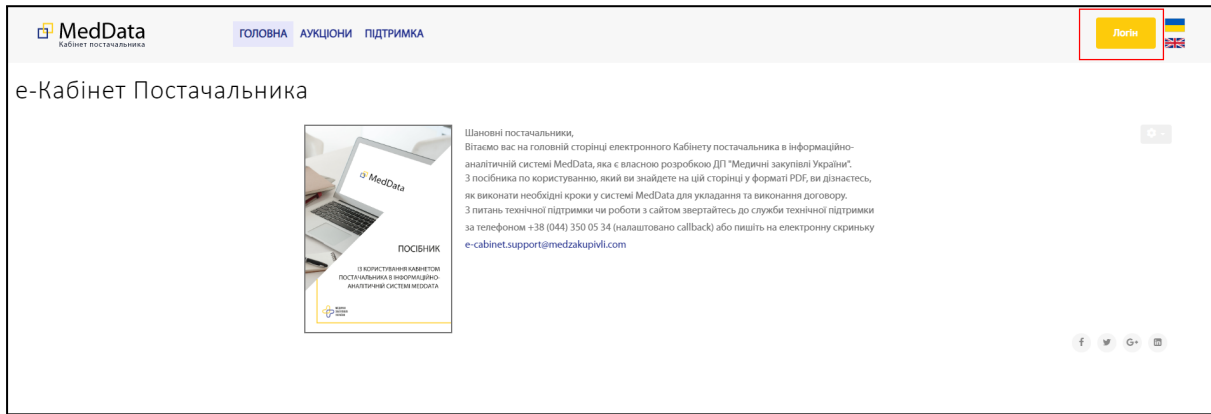 MedData
Кабінет постачальника
ГОЛОВНА АУКЦІОНИ ПІДТРИМКА
Логін
е-Кабінет Постачальника
MedData
ПОСІБНИК
ІЗ КОРИСТУВАННЯ КАБІНЕТОМ
ПОСТАЧАЛЬНИКА В ІНФОРМАЦІЙНО-
АНАЛІТИЧНІЙ СИСТЕМІ MEDDATA
МЕДИЧНІ
ЗАКУПІВЛІ
УКРАЇНИ
Шановні постачальники,
Вітаємо вас на головній сторінці електронного Кабінету постачальника в інформаційно-
аналітичній системі MedData, яка є власною розробкою ДП "Медичні закупівлі України".
З посібника по користуванню, який ви знайдете на цій сторінці у форматі PDF, ви дізнаєтесь,
як виконати необхідні кроки у системі MedData для укладання та виконання договору.
З питань технічної підтримки чи роботи з сайтом звертайтесь до служби технічної підтримки
за телефоном +38 (044) 350 05 34 (налаштовано callback) або пишіть на електронну скриньку
e-cabinet.support@medzakupivli.com